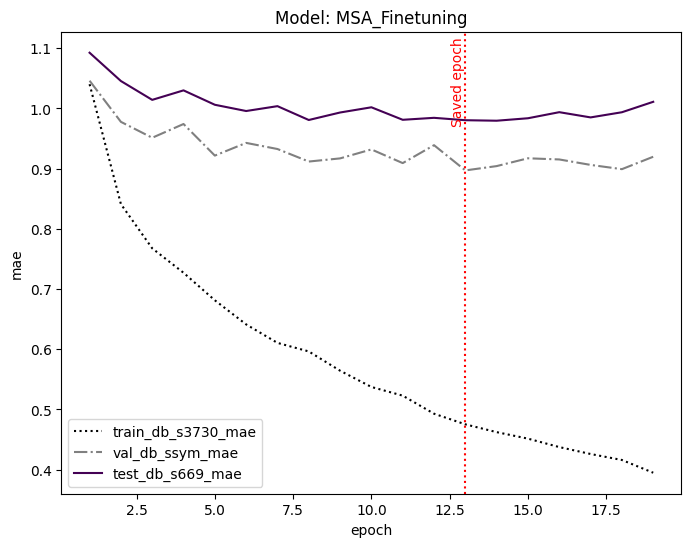 Model: MSA_Finetuning
1.1
1.0
0.9
0.8
0.7
0.6
0.5
0.4
mae
Saved epoch
train_db_s3730_mae
val_db_ssym_mae
test_db_s669_mae
2.5 5.0 7.5 10.0 12.5 15.0 17.5
epoch